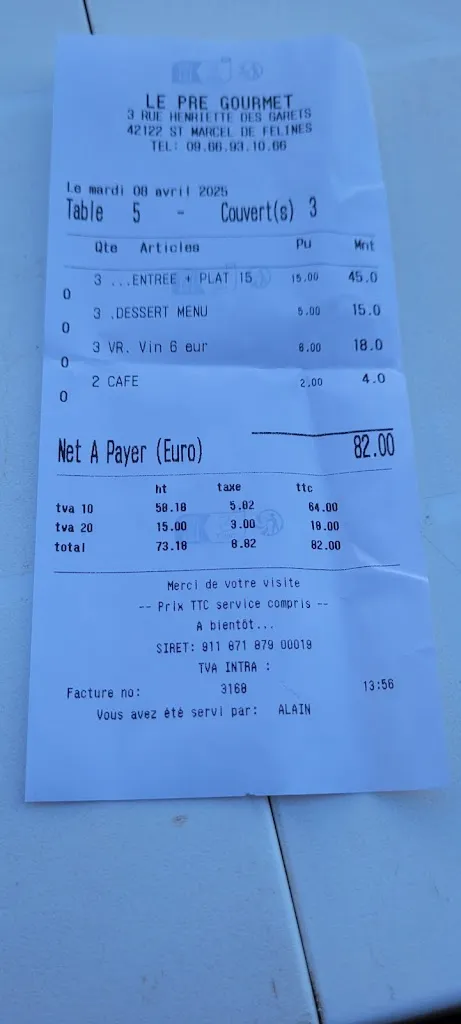 LE PRE GOURMET
3 RUE HENRIETTE DES GARETS
42122 ST MARCEL DE FELINES
TEL: 09.66.93.10.66
Le mardi 08 avril 2025
Table 5 - Couvert(s) 3
Qte Articles Pu Mnt
3 ...ENTREE + PLAT 15 15.00 45.0
0
3 .DESSERT MENU 5.00 15.0
0
3 VR. Vin 6 eur 6.00 18.0
0
2 CAFE 2.00 4.0
0
Net A Payer (Euro) 82.00
ht taxe ttc
tva 10 58.18 5.82 64.00
tva 20 15.00 3.00 18.00
total 73.18 8.82 82.00
Merci de votre visite
-- Prix TTC service compris --
A bientôt...
SIRET: 911 871 879 00019
TVA INTRA :
Facture no: 3168 13:56
Vous avez été servi par: ALAIN